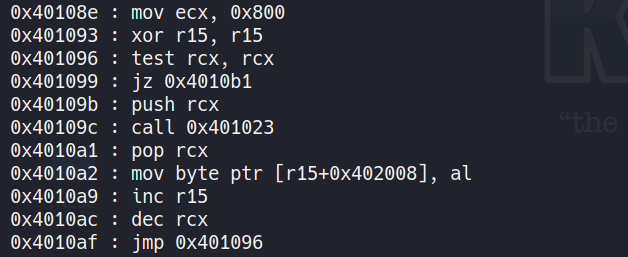 0x40108e : mov ecx, 0x800
0x401093 : xor r15, r15
0x401096 : test rcx, rcx
0x401099 : jz 0x4010b1
0x40109b : push rcx
0x40109c : call 0x401023
0x4010a1 : pop rcx
0x4010a2 : mov byte ptr [r15+0x402008], al
0x4010a9 : inc r15
0x4010ac : dec rcx
0x4010af : jmp 0x401096
K
“the